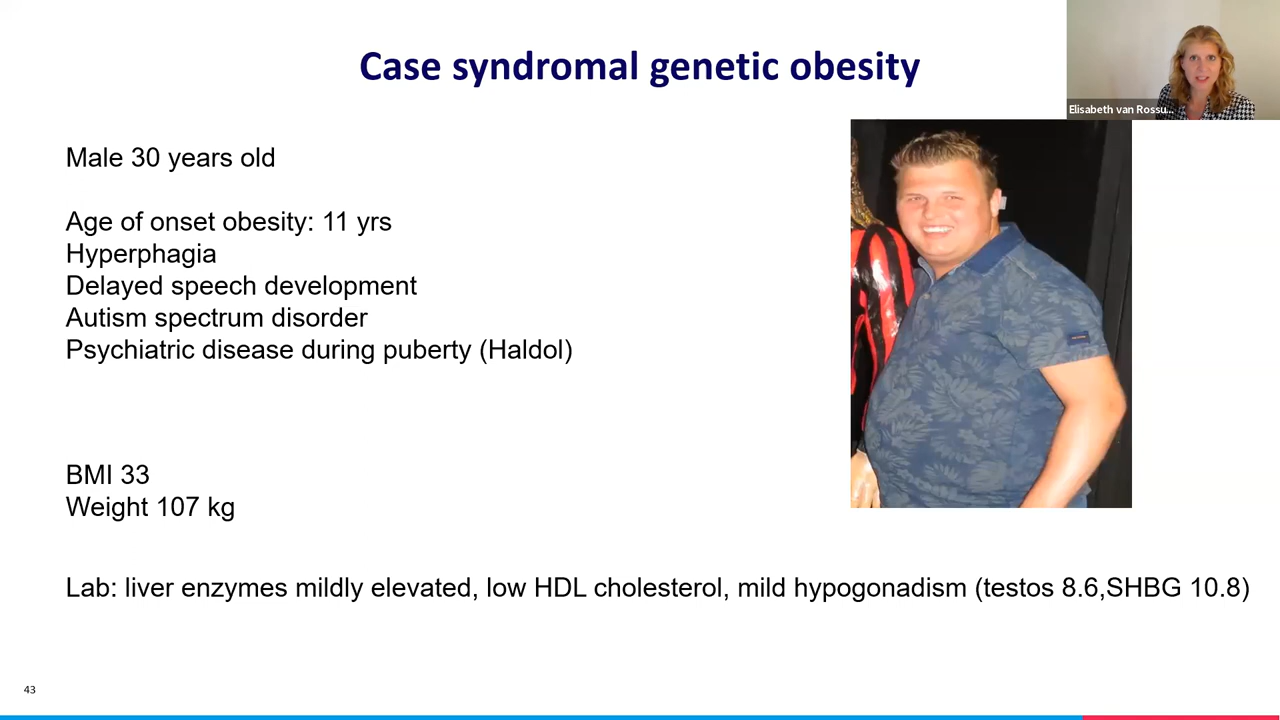 Case syndromal genetic obesity
Elisabeth van Rossu...
Male 30 years old
Age of onset obesity: 11 yrs
Hyperphagia
Delayed speech development
Autism spectrum disorder
Psychiatric disease during puberty (Haldol)
BMI 33
Weight 107 kg
Lab: liver enzymes mildly elevated, low HDL cholesterol, mild hypogonadism (testos 8.6,SHBG 10.8)
43